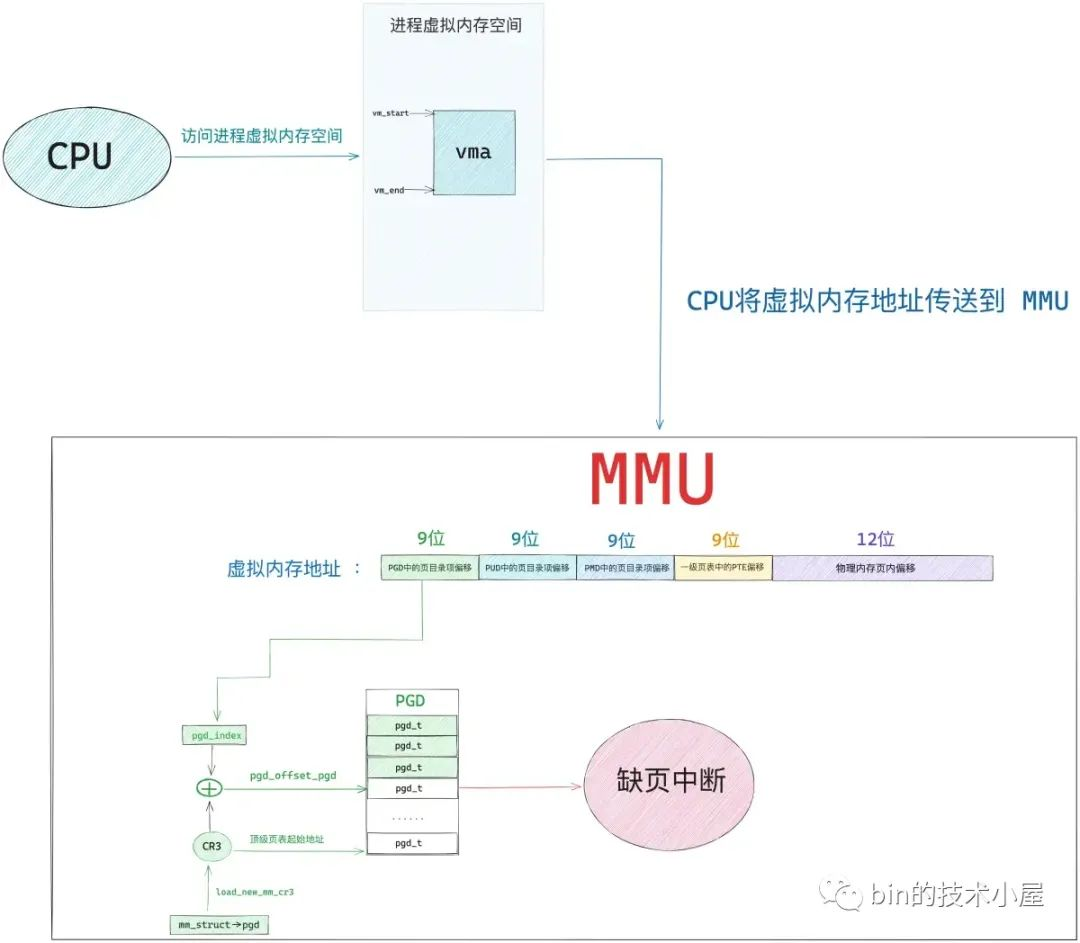 进程虚拟内存空间
CPU
访问进程虚拟内存空间
vm_start
vma
vm_end
CPU将虚拟内存地址传送到 MMU
MMU
9位 9位 9位 9位 12位
虚拟内存地址 ： PGD中的页目录项偏移 PUD中的页目录项偏移 PMD中的页目录项偏移 一级页表中的PTE偏移 物理内存页内偏移
PGD
pgd_t
pgd_t
pgd_t
pgd_t
......
pgd_t
pgd_index
pgd_offset_pgd
CR3
顶级页表起始地址
load_new_mm_cr3
mm_struct→pgd
缺页中断
bin的技术小屋